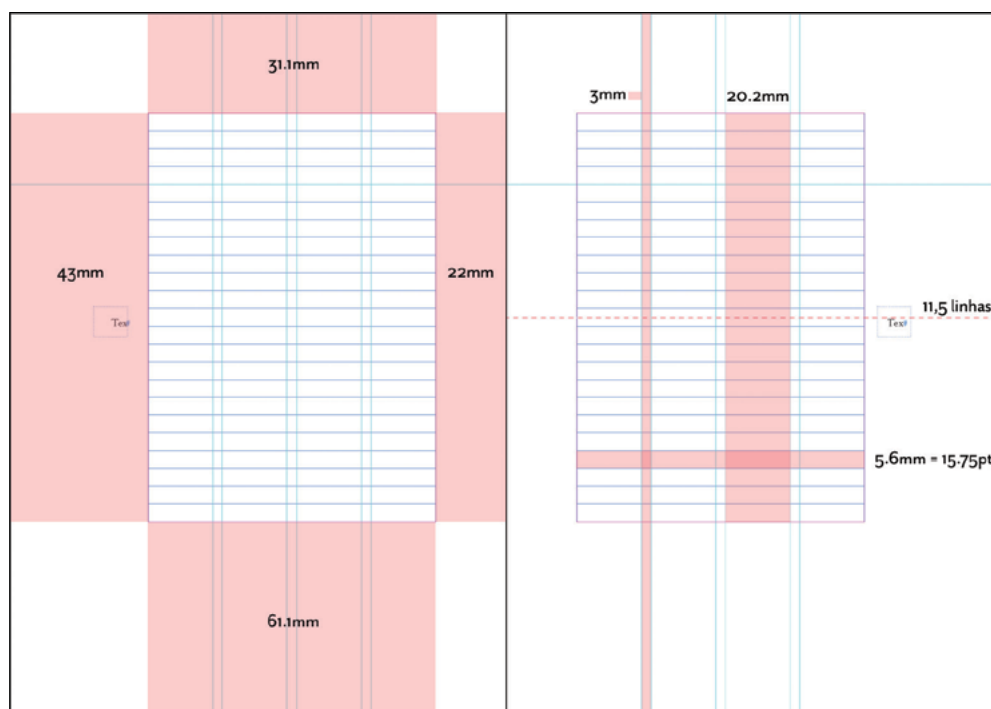 31.1mm
43mm
22mm
Tex
61.1mm
3mm
20.2mm
11,5 linhas
Tex
5.6mm = 15.75pt